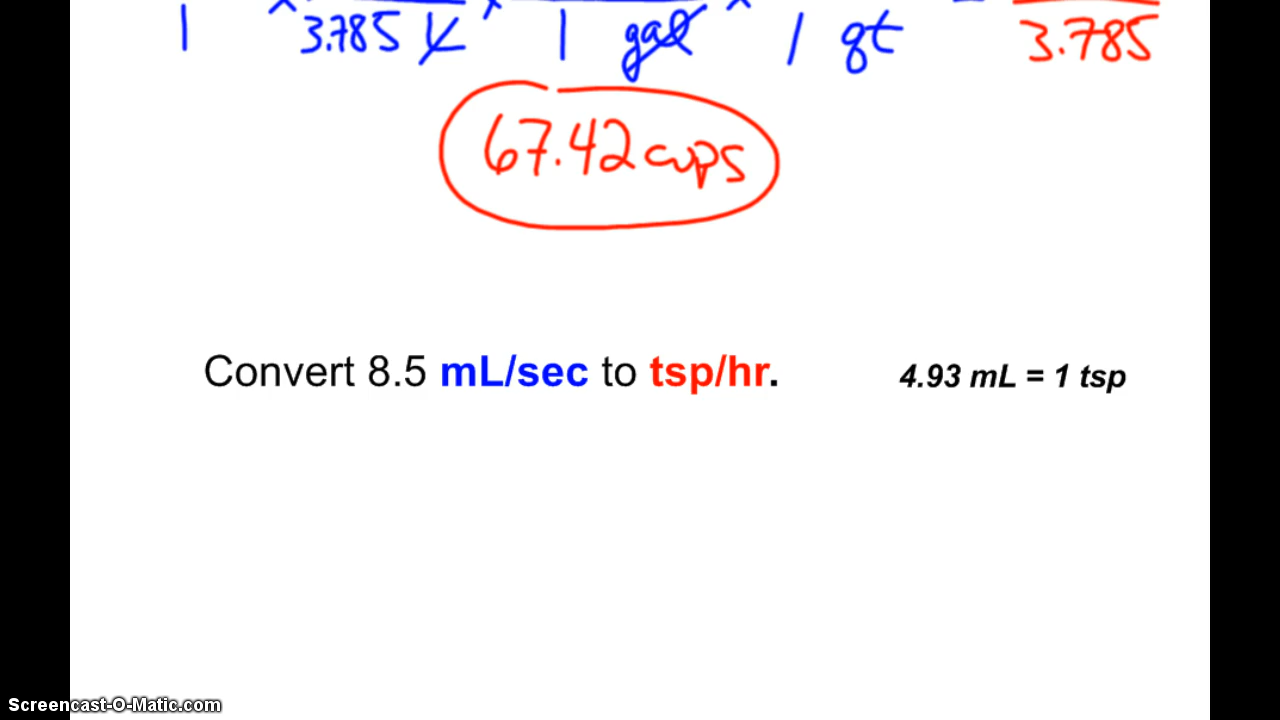 1 × 3.785 L × 1 gal × 1 qt = 3.785
67.42 cups
Convert 8.5 mL/sec to tsp/hr. 4.93 mL = 1 tsp
Screencast-O-Matic.com